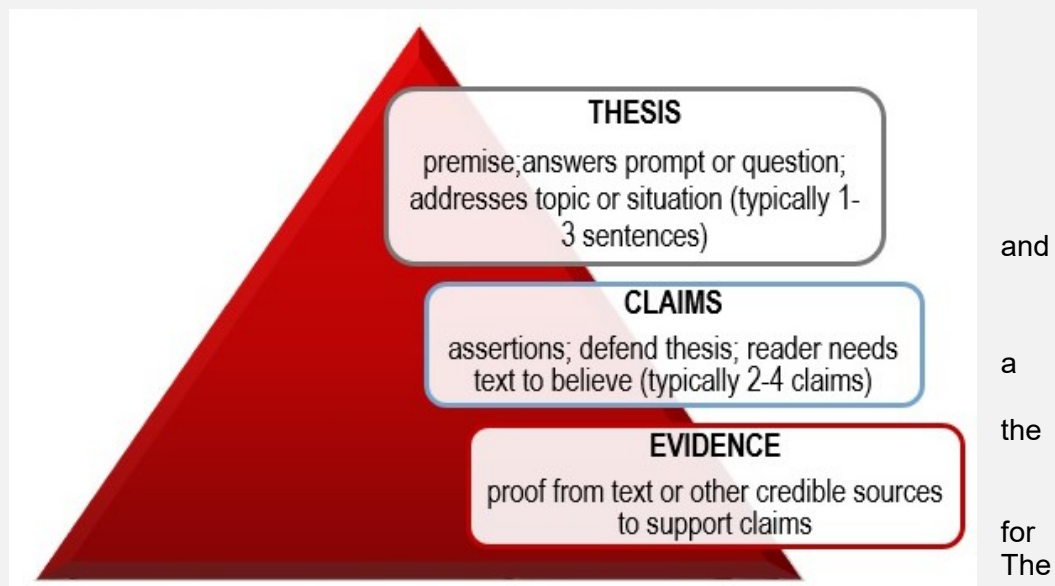 THESIS
premise;answers prompt or question;
addresses topic or situation (typically 1-
3 sentences)
and
CLAIMS
assertions; defend thesis; reader needs
text to believe (typically 2-4 claims)
a
the
EVIDENCE
proof from text or other credible sources
to support claims
for
The